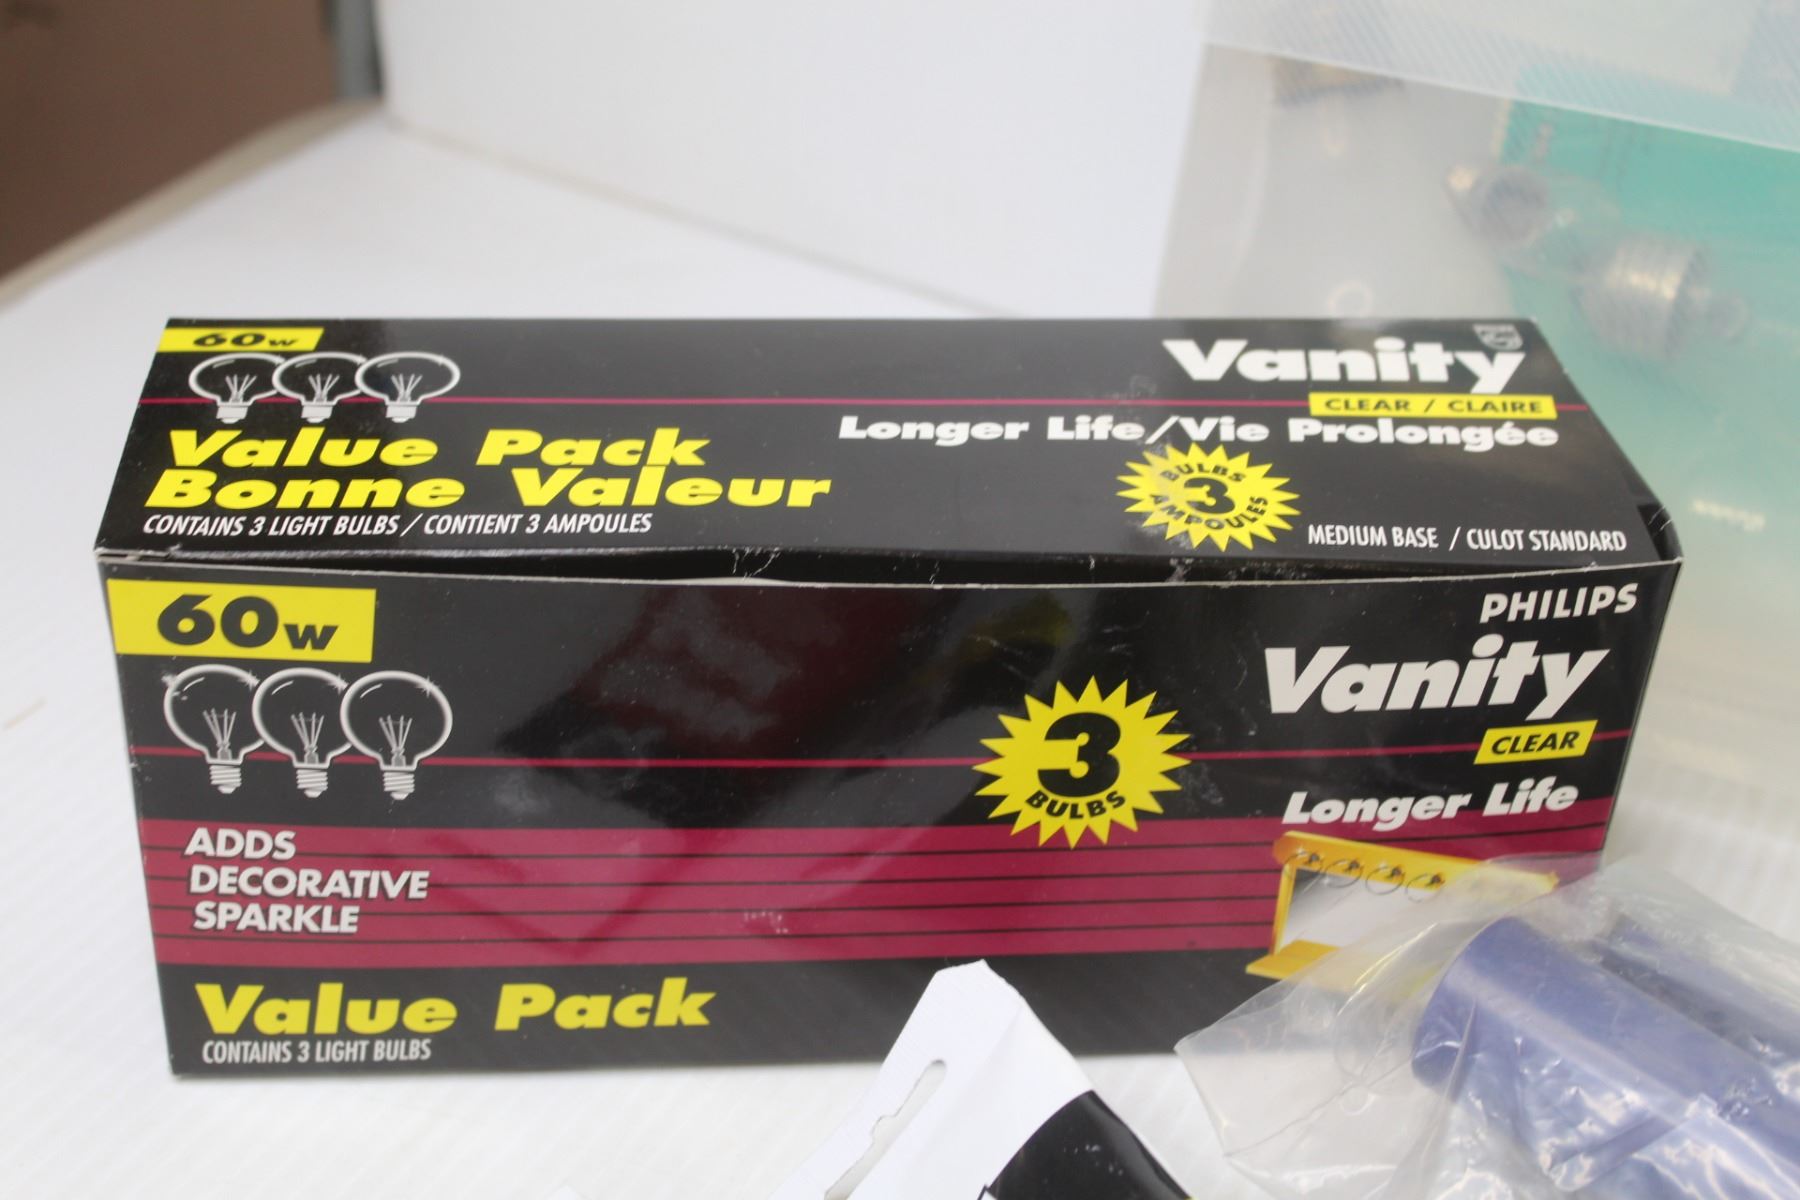 60w
Vanity
CLEAR / CLAIRE
Longer Life/Vie Prolongée
Value Pack
Bonne Valeur
CONTAINS 3 LIGHT BULBS / CONTIENT 3 AMPOULES
BULBS
3
AMPOULES
MEDIUM BASE / CULOT STANDARD
60w
PHILIPS
Vanity
CLEAR
Longer Life
3
BULBS
ADDS
DECORATIVE
SPARKLE
Value Pack
CONTAINS 3 LIGHT BULBS